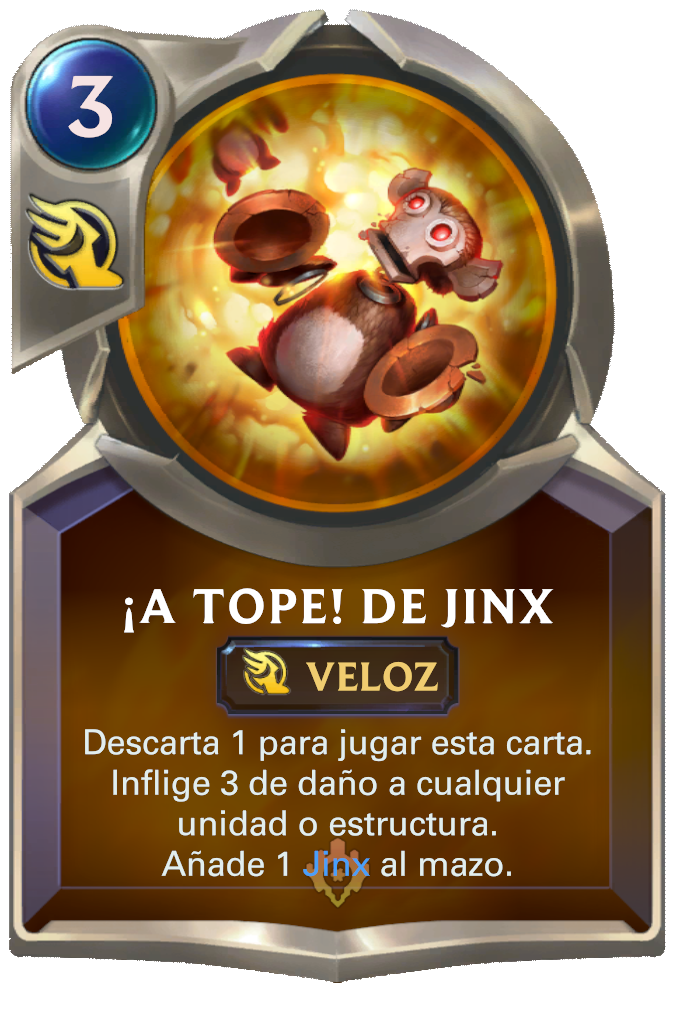 3
¡A TOPE! DE JINX
VELOZ
Descarta 1 para jugar esta carta.
Inflige 3 de daño a cualquier
unidad o estructura.
Añade 1 Jinx al mazo.